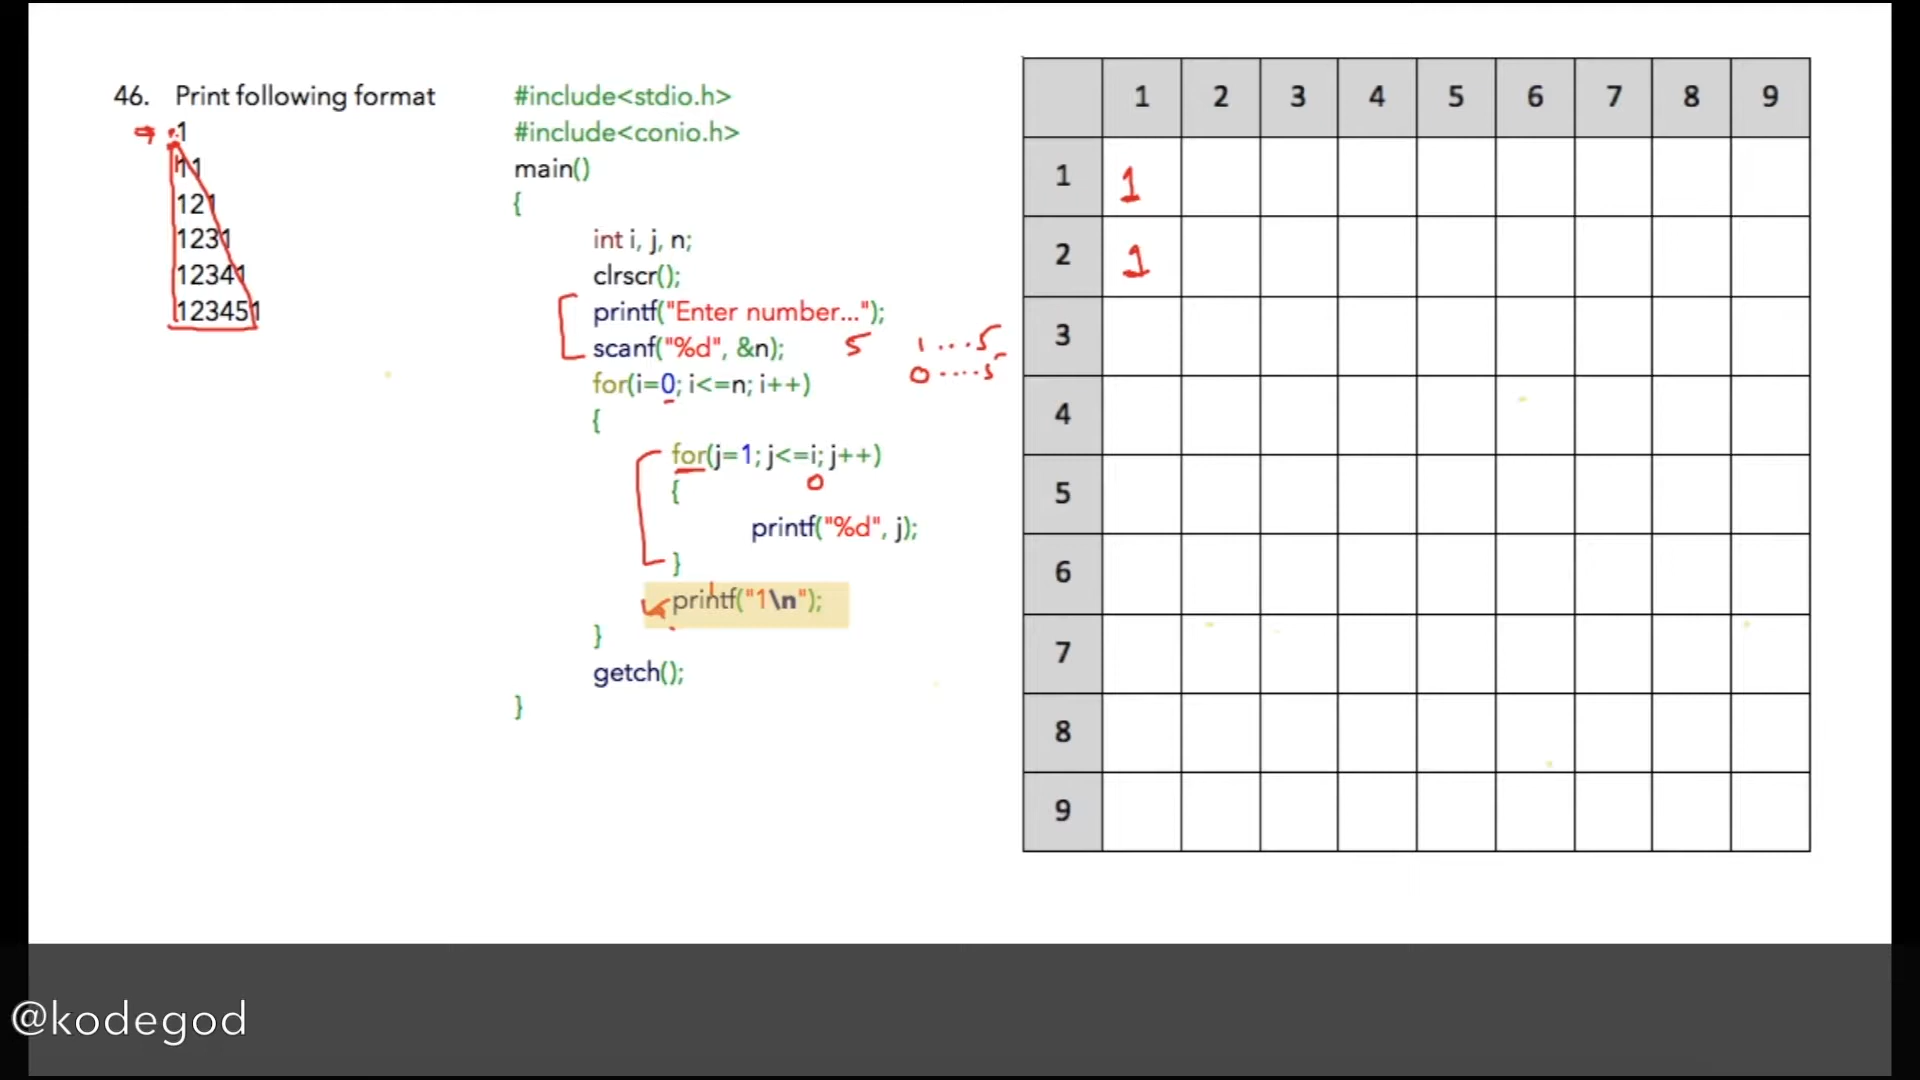 46. Print following format
1
11
121
1231
12341
123451
#include<stdio.h>
#include<conio.h>
main()
{
int i, j, n;
clrscr();
printf("Enter number...");
scanf("%d", &n); 5 1...5
0....5
for(i=0; i<=n; i++)
{
for(j=1; j<=i; j++)
0
{
printf("%d", j);
}
printf("1\n");
}
getch();
}
1 2 3 4 5 6 7 8 9
1 1
2 1
3
4
5
6
7
8
9
@kodegod